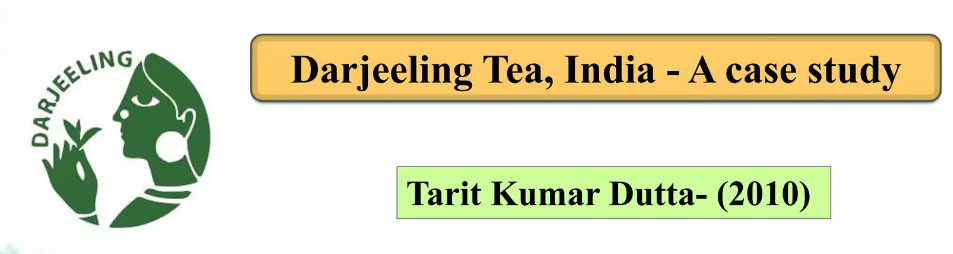 DARJEELING
Darjeeling Tea, India - A case study
Tarit Kumar Dutta- (2010)